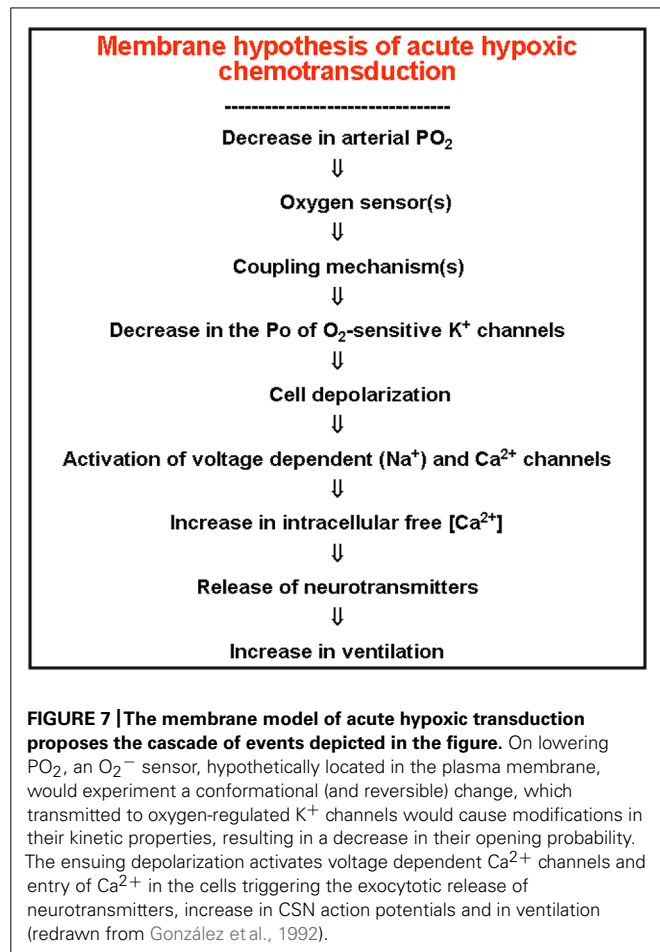 Membrane hypothesis of acute hypoxic
chemotransduction
----------------------------------
Decrease in arterial PO₂
⇓
Oxygen sensor(s)
⇓
Coupling mechanism(s)
⇓
Decrease in the Po of O₂-sensitive K⁺ channels
⇓
Cell depolarization
⇓
Activation of voltage dependent (Na⁺) and Ca²⁺ channels
⇓
Increase in intracellular free [Ca²⁺]
⇓
Release of neurotransmitters
⇓
Increase in ventilation
FIGURE 7 | The membrane model of acute hypoxic transduction
proposes the cascade of events depicted in the figure. On lowering
PO₂, an O₂⁻ sensor, hypothetically located in the plasma membrane,
would experiment a conformational (and reversible) change, which
transmitted to oxygen-regulated K⁺ channels would cause modifications in
their kinetic properties, resulting in a decrease in their opening probability.
The ensuing depolarization activates voltage dependent Ca²⁺ channels and
entry of Ca²⁺ in the cells triggering the exocytotic release of
neurotransmitters, increase in CSN action potentials and in ventilation
(redrawn from González et al., 1992).